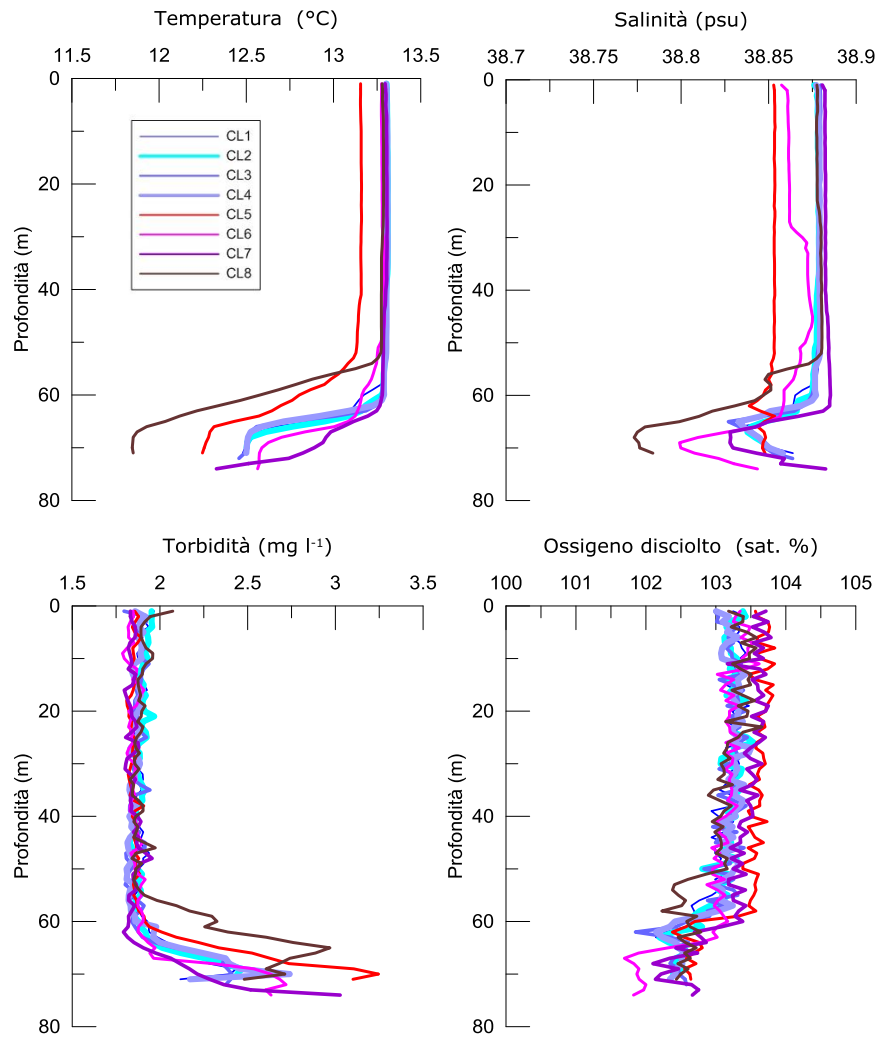 Temperatura (°C)
11.5 12 12.5 13 13.5
0
20
40
60
80
Profondità (m)
CL1
CL2
CL3
CL4
CL5
CL6
CL7
CL8
Salinità (psu)
38.7 38.75 38.8 38.85 38.9
0
20
40
60
80
Profondità (m)
Torbidità (mg l-1)
1.5 2 2.5 3 3.5
0
20
40
60
80
Profondità (m)
Ossigeno disciolto (sat. %)
100 101 102 103 104 105
0
20
40
60
80
Profondità (m)